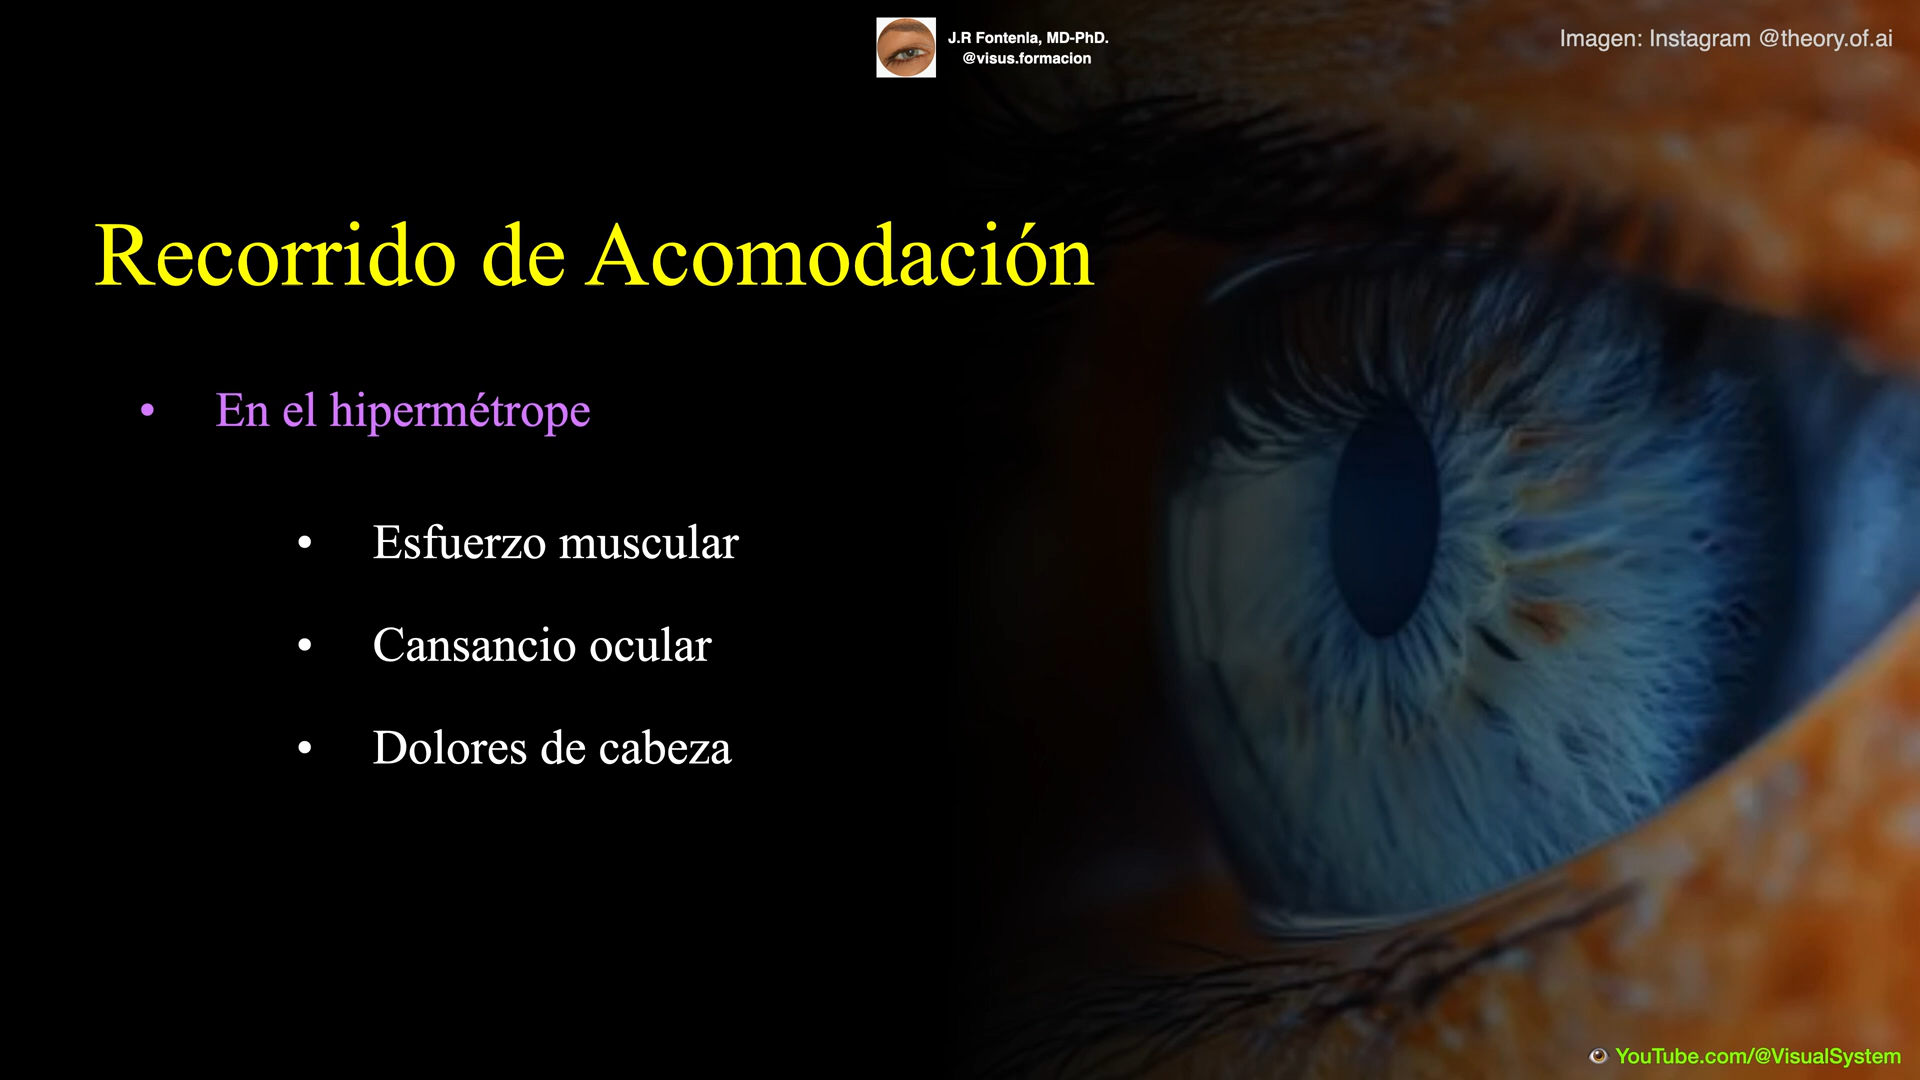 J.R Fontenla, MD-PhD.
@visus.formacion
Imagen: Instagram @theory.of.ai
Recorrido de Acomodación
• En el hipermétrope
• Esfuerzo muscular
• Cansancio ocular
• Dolores de cabeza
YouTube.com/@VisualSystem